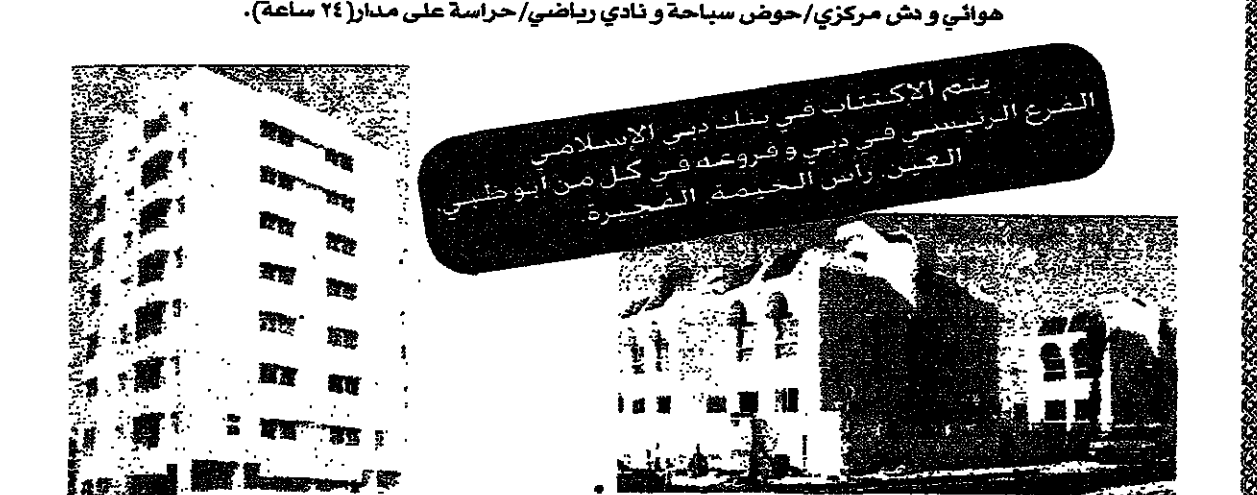 هوائي و دش مركزي/حوض سباحة و نادي رياضي/حراسة على مدار(٢٤ ساعة).
يتم الاكتتاب في بنك دبي الإسلامي
الفرع الرئيسي في دبي و فروعه في كل من أبوظبي
العين. رأس الخيمة. الفجيرة